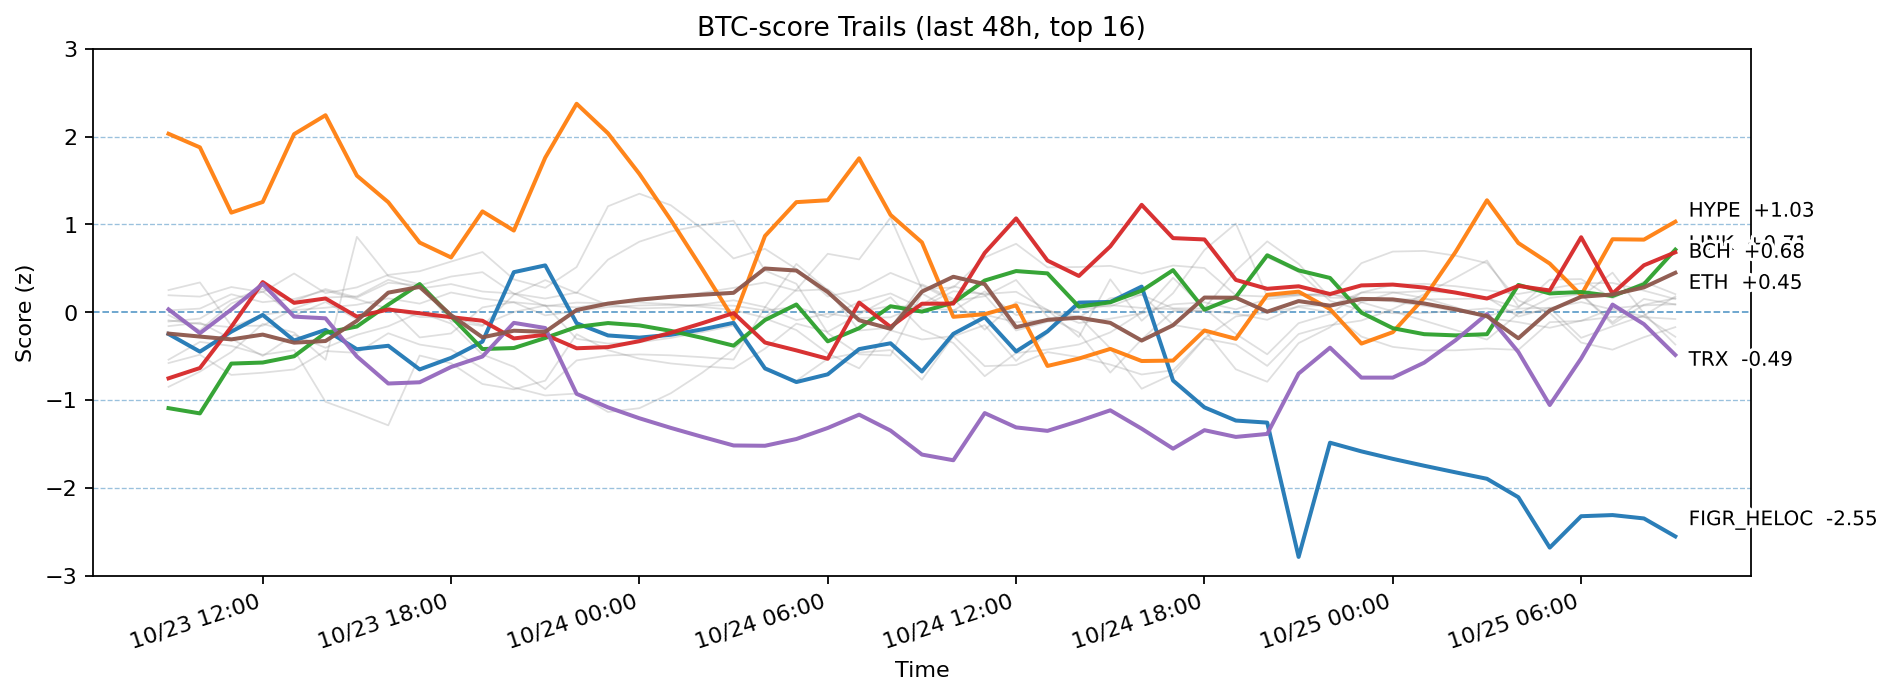 BTC-score Trails (last 48h, top 16)
Score (z)
3
2
1
0
−1
−2
−3
HYPE +1.03
BCH +0.68
ETH +0.45
TRX -0.49
FIGR_HELOC -2.55
10/23 12:00
10/23 18:00
10/24 00:00
10/24 06:00
10/24 12:00
10/24 18:00
10/25 00:00
10/25 06:00
Time